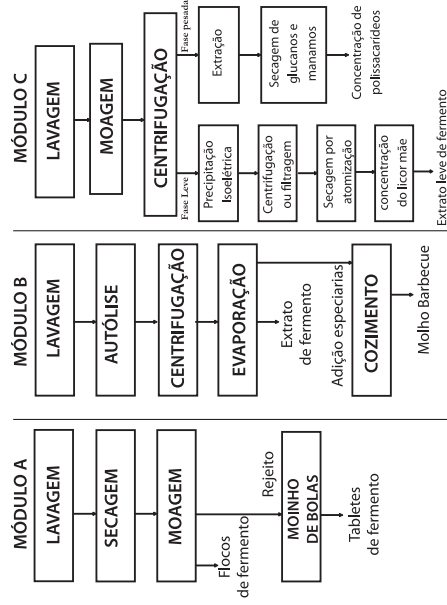 MÓDULO A
LAVAGEM
SECAGEM
MOAGEM
Flocos
de fermento
Rejeito
MOINHO
DE BOLAS
Tabletes
de fermento
MÓDULO B
LAVAGEM
AUTÓLISE
CENTRIFUGAÇÃO
EVAPORAÇÃO
Extrato
de fermento
Adição especiarias
COZIMENTO
Molho Barbecue
MÓDULO C
LAVAGEM
MOAGEM
CENTRIFUGAÇÃO
Fase Leve
Fase pesada
Precipitação
Isoelétrica
Centrifugação
ou filtragem
Secagem por
atomização
concentração
do licor mãe
Extrato leve de fermento
Extração
Secagem de
glucanos e
manamos
Concentração de
polissacarídeos